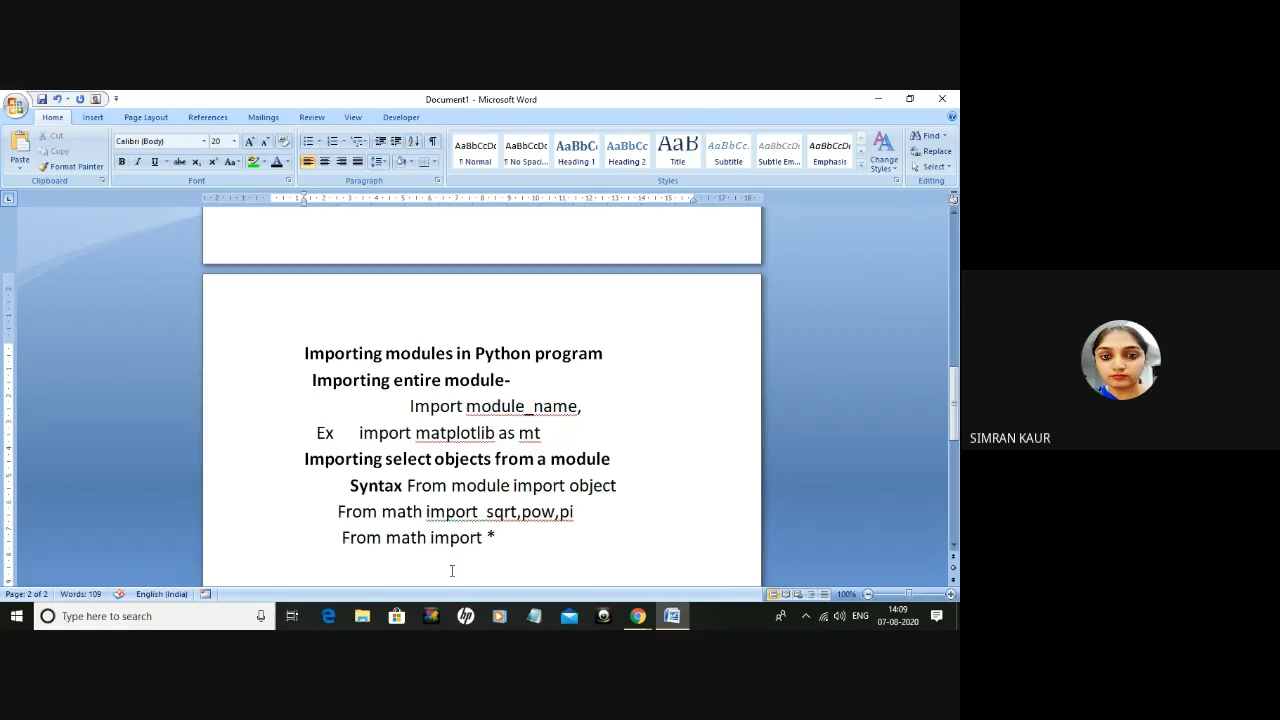 Document1 - Microsoft Word
Home Insert Page Layout References Mailings Review View Developer
Paste
Cut
Copy
Format Painter
Clipboard
Calibri (Body) 20
Font
Paragraph
AaBbCcDc AaBbCcDc AaBbC AaBbCc AaB AaBbCc. AaBbCcDc AaBbCcDc
¶ Normal ¶ No Spaci... Heading 1 Heading 2 Title Subtitle Subtle Em... Emphasis
Change Styles
Styles
Find
Replace
Select
Editing
Importing modules in Python program
Importing entire module-
Import module_name,
Ex import matplotlib as mt
Importing select objects from a module
Syntax From module import object
From math import sqrt,pow,pi
From math import *
Page: 2 of 2 Words: 109 English (India) 100%
Type here to search
ENG
14:09
07-08-2020
SIMRAN KAUR